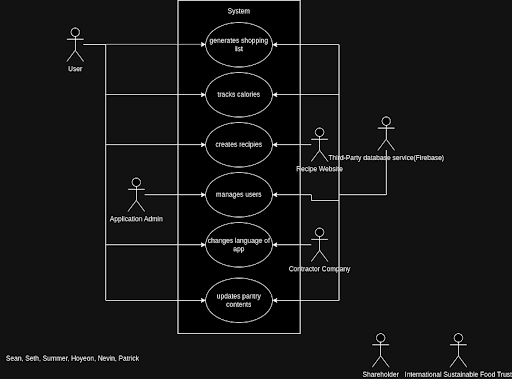 System
generates shopping
list
User
tracks calories
creates recipies
Third-Party database service(Firebase)
Recipe Website
manages users
Application Admin
changes language of
app
Contractor Company
updates pantry
contents
Sean, Seth, Summer, Hoyeon, Nevin, Patrick
Shareholder
International Sustainable Food Trust